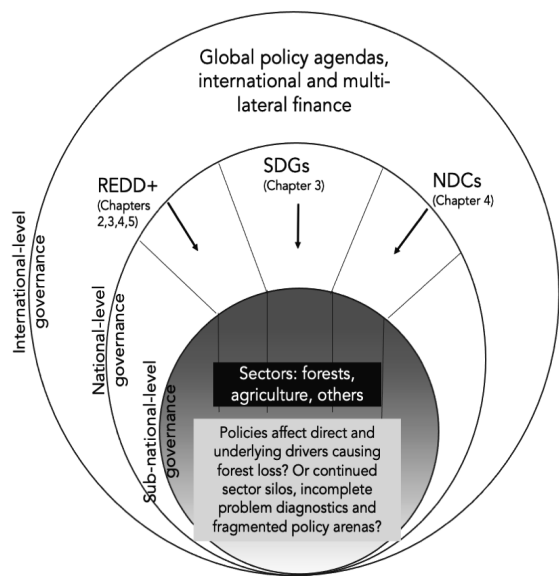 Global policy agendas,
international and multi-
lateral finance
SDGs
(Chapter 3)
REDD+
(Chapters
2,3,4,5)
NDCs
(Chapter 4)
International-level
governance
National-level
governance
Sub-national-level
governance
Sectors: forests,
agriculture, others
Policies affect direct and
underlying drivers causing
forest loss? Or continued
sector silos, incomplete
problem diagnostics and
fragmented policy arenas?